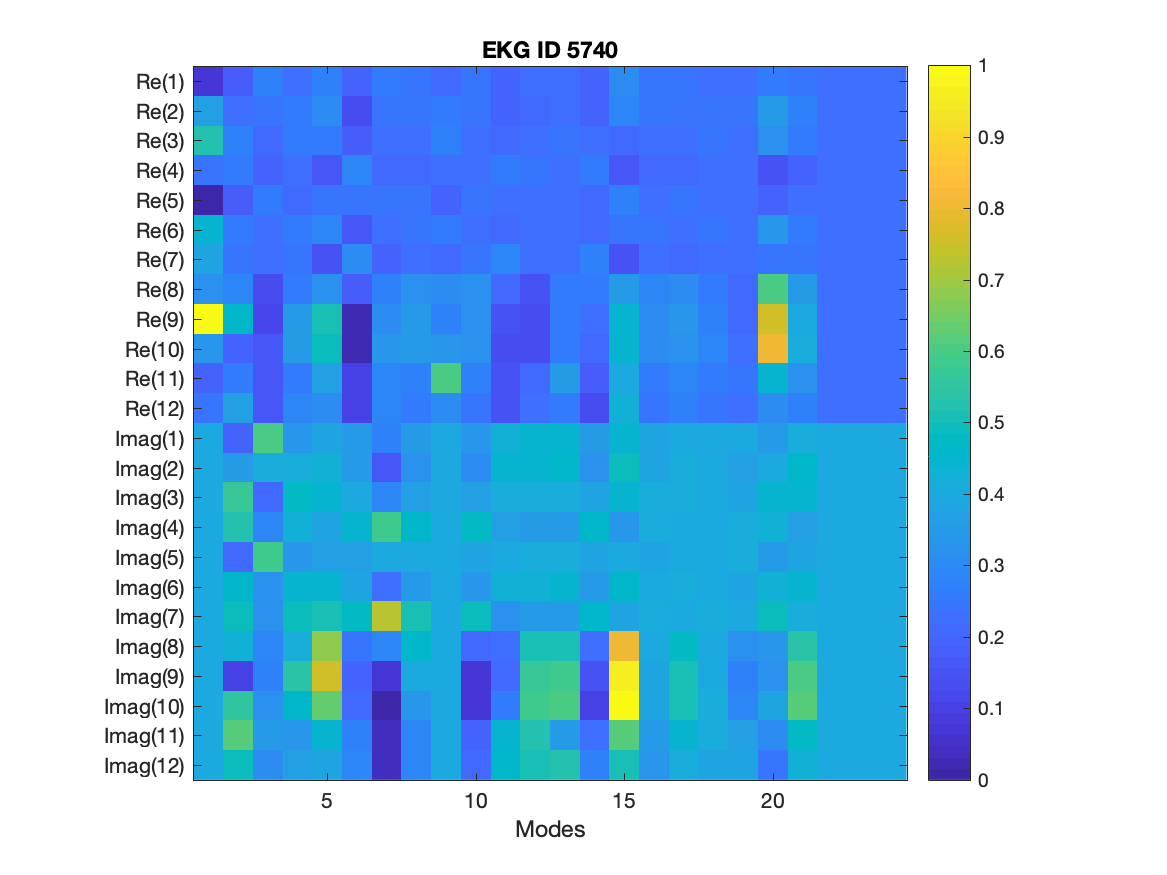 EKG ID 5740
Re(1)
Re(2)
Re(3)
Re(4)
Re(5)
Re(6)
Re(7)
Re(8)
Re(9)
Re(10)
Re(11)
Re(12)
Imag(1)
Imag(2)
Imag(3)
Imag(4)
Imag(5)
Imag(6)
Imag(7)
Imag(8)
Imag(9)
Imag(10)
Imag(11)
Imag(12)
5 10 15 20
Modes
1
0.9
0.8
0.7
0.6
0.5
0.4
0.3
0.2
0.1
0